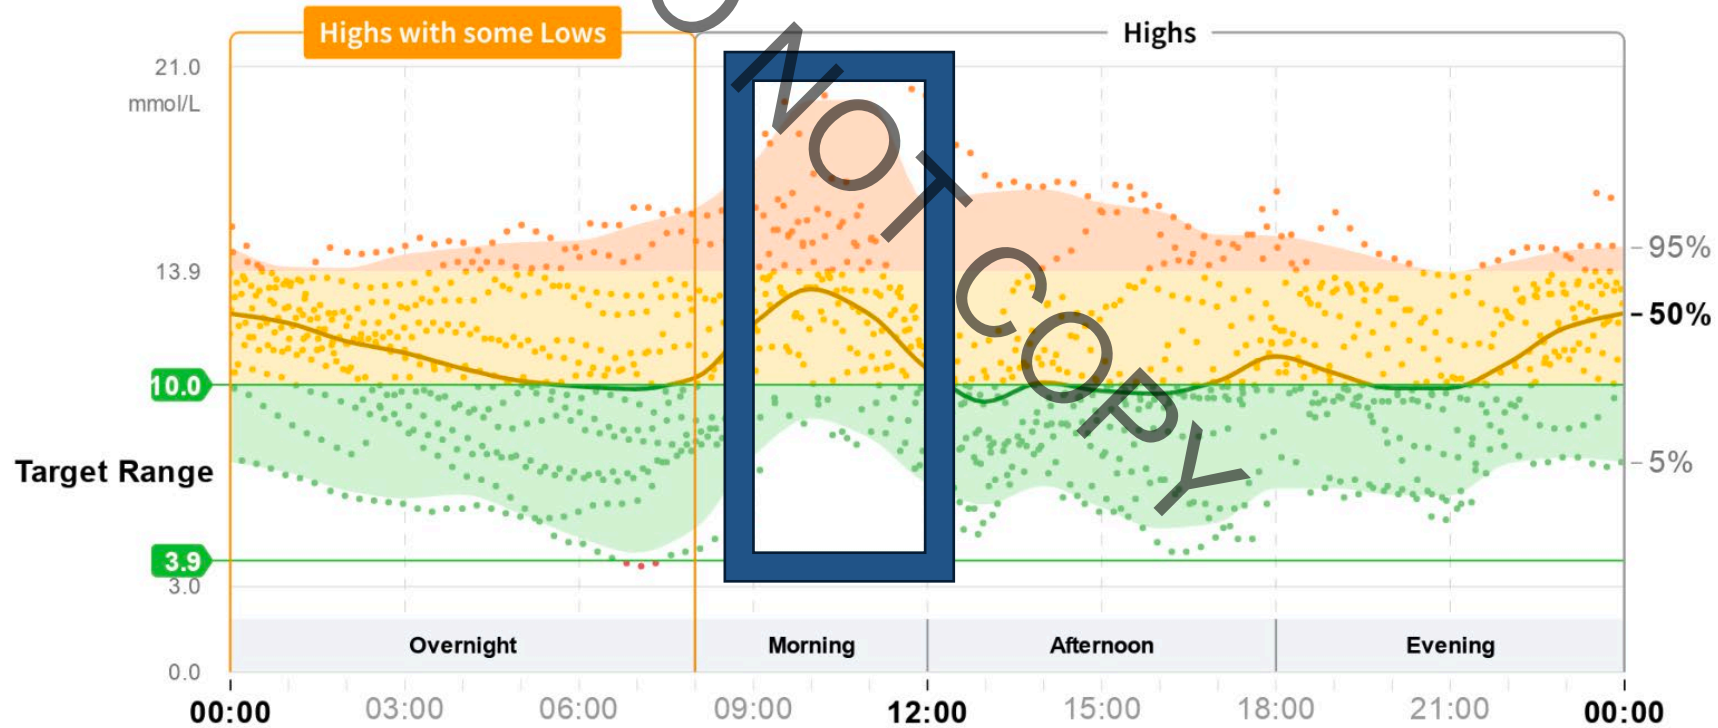 Highs with some Lows
Highs
21.0
mmol/L
13.9
10.0
Target Range
3.9
3.0
0.0
95%
50%
5%
Overnight
Morning
Afternoon
Evening
00:00
03:00
06:00
09:00
12:00
15:00
18:00
21:00
00:00
O NOT COPY